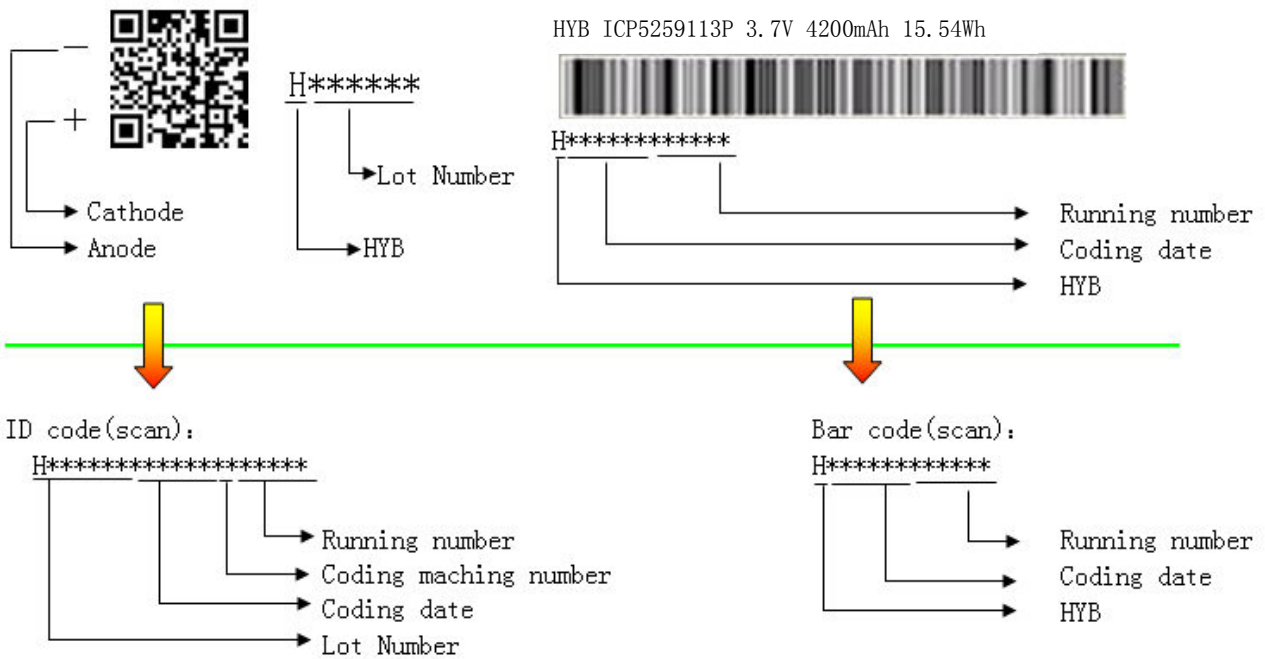 HYB ICP5259113P 3.7V 4200mAh 15.54Wh
−
+
H******
Lot Number
HYB
Cathode
Anode
H************
Running number
Coding date
HYB
ID code(scan):
H*******************
Running number
Coding maching number
Coding date
Lot Number
Bar code(scan):
H************
Running number
Coding date
HYB